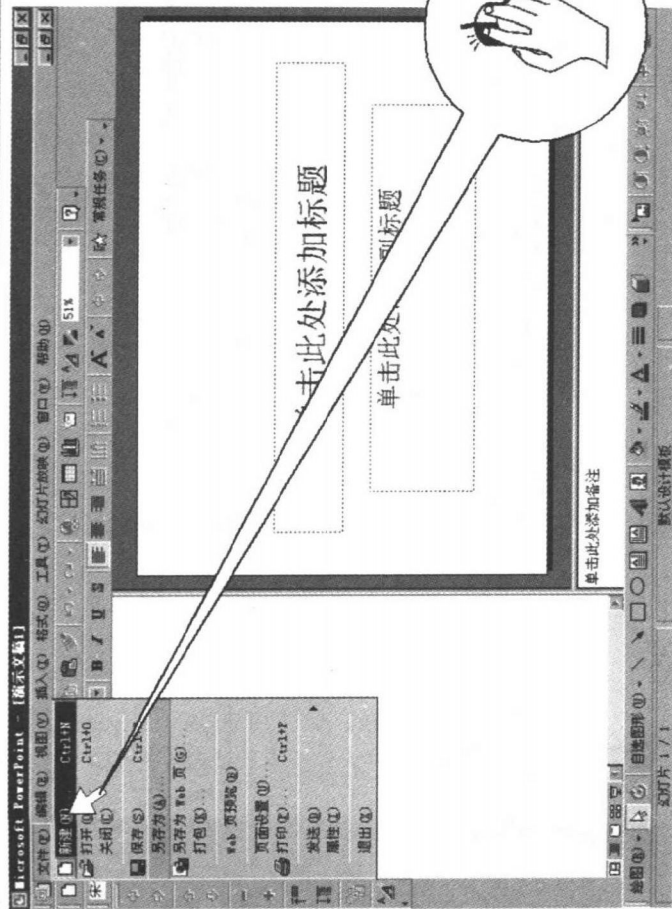 Microsoft PowerPoint - [演示文稿1]
文件(F) 编辑(E) 视图(V) 插入(I) 格式(O) 工具(T) 幻灯片放映(D) 窗口(W) 帮助(H)
51%
宋 B I U S 常规任务(C)
新建(N)... Ctrl+N
打开(O)... Ctrl+O
关闭(C)
保存(S)
另存为(A)...
另存为 Web 页(G)...
打包(K)...
Web 页预览(B)
页面设置(U)...
打印(P)... Ctrl+P
发送(D)
属性(I)
退出(X)
击此处添加标题
单击此处 副标题
单击此处添加备注
绘图(R) 自选图形(U)
幻灯片 1 / 1 默认设计模板